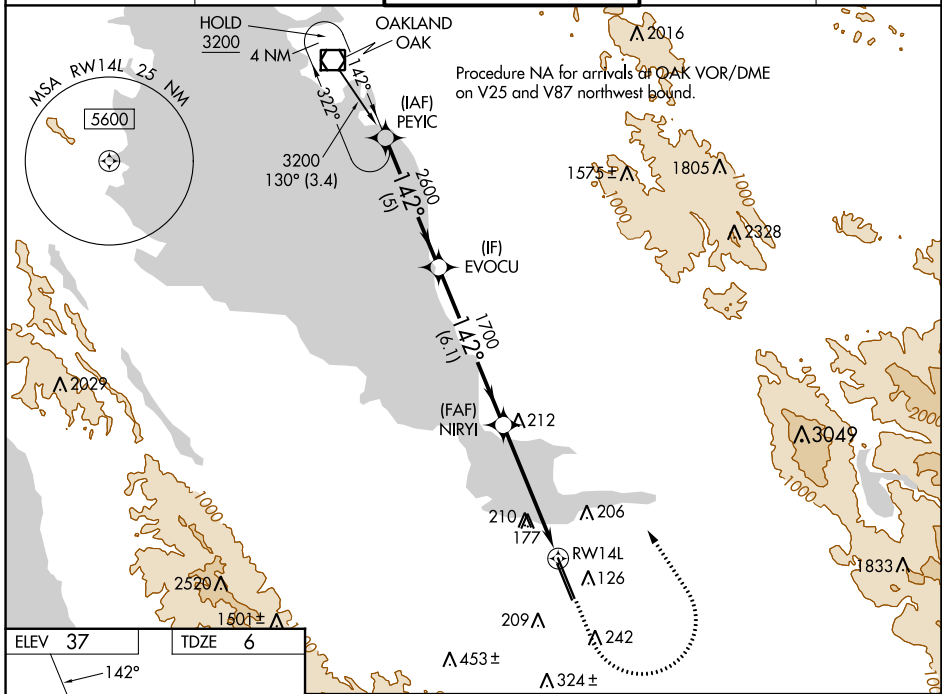 HOLD
3200
4 NM
OAKLAND
OAK
142°
322°
Procedure NA for arrivals at OAK VOR/DME
on V25 and V87 northwest bound.
MSA RW14L 25 NM
5600
(IAF)
PEYIC
3200
130° (3.4)
2600
142°
(5)
(IF)
EVOCU
1700
142°
(6.1)
(FAF)
NIRYI
212
2016
1575±
1805
1000
1000
2328
2029
3049
2000
1000
1000
210
177
206
RW14L
126
1833
2520
1501±
209
242
453±
324±
ELEV 37
TDZE 6
142°